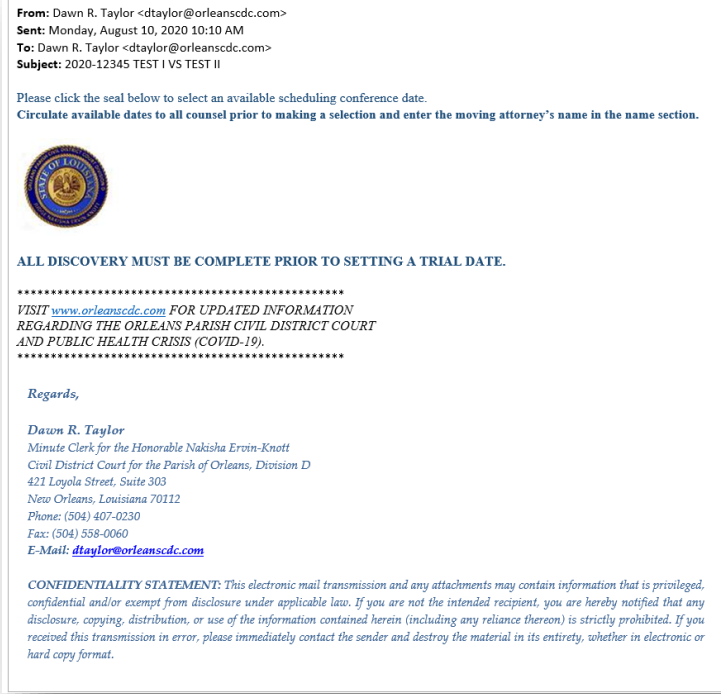 From: Dawn R. Taylor <dtaylor@orleanscdc.com>
Sent: Monday, August 10, 2020 10:10 AM
To: Dawn R. Taylor <dtaylor@orleanscdc.com>
Subject: 2020-12345 TEST I VS TEST II
Please click the seal below to select an available scheduling conference date.
Circulate available dates to all counsel prior to making a selection and enter the moving attorney's name in the name section.
STATE OF LOUISIANA
ALL DISCOVERY MUST BE COMPLETE PRIOR TO SETTING A TRIAL DATE.
*************************************************
VISIT www.orleanscdc.com FOR UPDATED INFORMATION
REGARDING THE ORLEANS PARISH CIVIL DISTRICT COURT
AND PUBLIC HEALTH CRISIS (COVID-19).
*************************************************
Regards,
Dawn R. Taylor
Minute Clerk for the Honorable Nakisha Ervin-Knott
Civil District Court for the Parish of Orleans, Division D
421 Loyola Street, Suite 303
New Orleans, Louisiana 70112
Phone: (504) 407-0230
Fax: (504) 558-0060
E-Mail: dtaylor@orleanscdc.com
CONFIDENTIALITY STATEMENT: This electronic mail transmission and any attachments may contain information that is privileged,
confidential and/or exempt from disclosure under applicable law. If you are not the intended recipient, you are hereby notified that any
disclosure, copying, distribution, or use of the information contained herein (including any reliance thereon) is strictly prohibited. If you
received this transmission in error, please immediately contact the sender and destroy the material in its entirety, whether in electronic or
hard copy format.